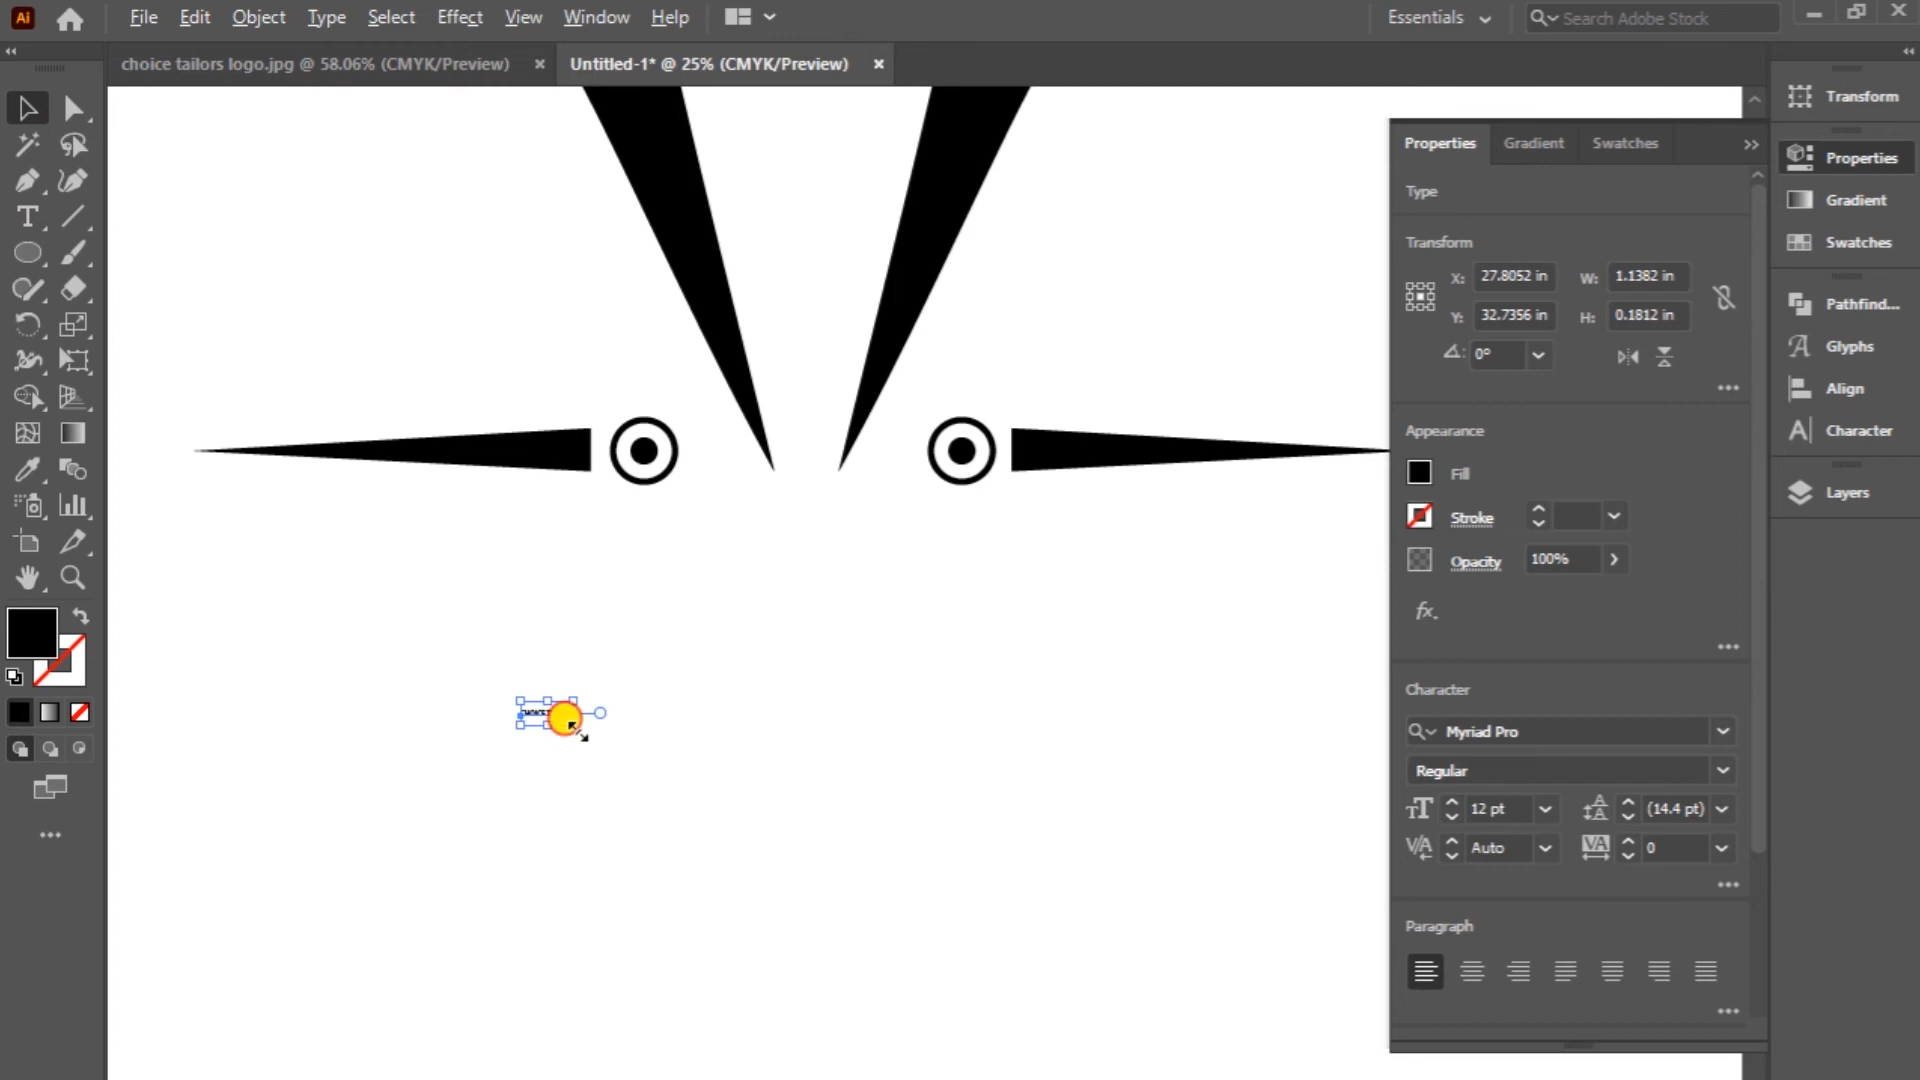 Ai File Edit Object Type Select Effect View Window Help Essentials Search Adobe Stock
choice tailors logo.jpg @ 58.06% (CMYK/Preview) × Untitled-1* @ 25% (CMYK/Preview) ×
Transform
Properties
Gradient
Swatches
Pathfind...
Glyphs
Align
Character
Layers
Properties Gradient Swatches
Type
Transform
X: 27.8052 in W: 1.1382 in
Y: 32.7356 in H: 0.1812 in
0°
Appearance
Fill
Stroke
Opacity 100%
fx.
Character
Myriad Pro
Regular
12 pt (14.4 pt)
Auto 0
Paragraph